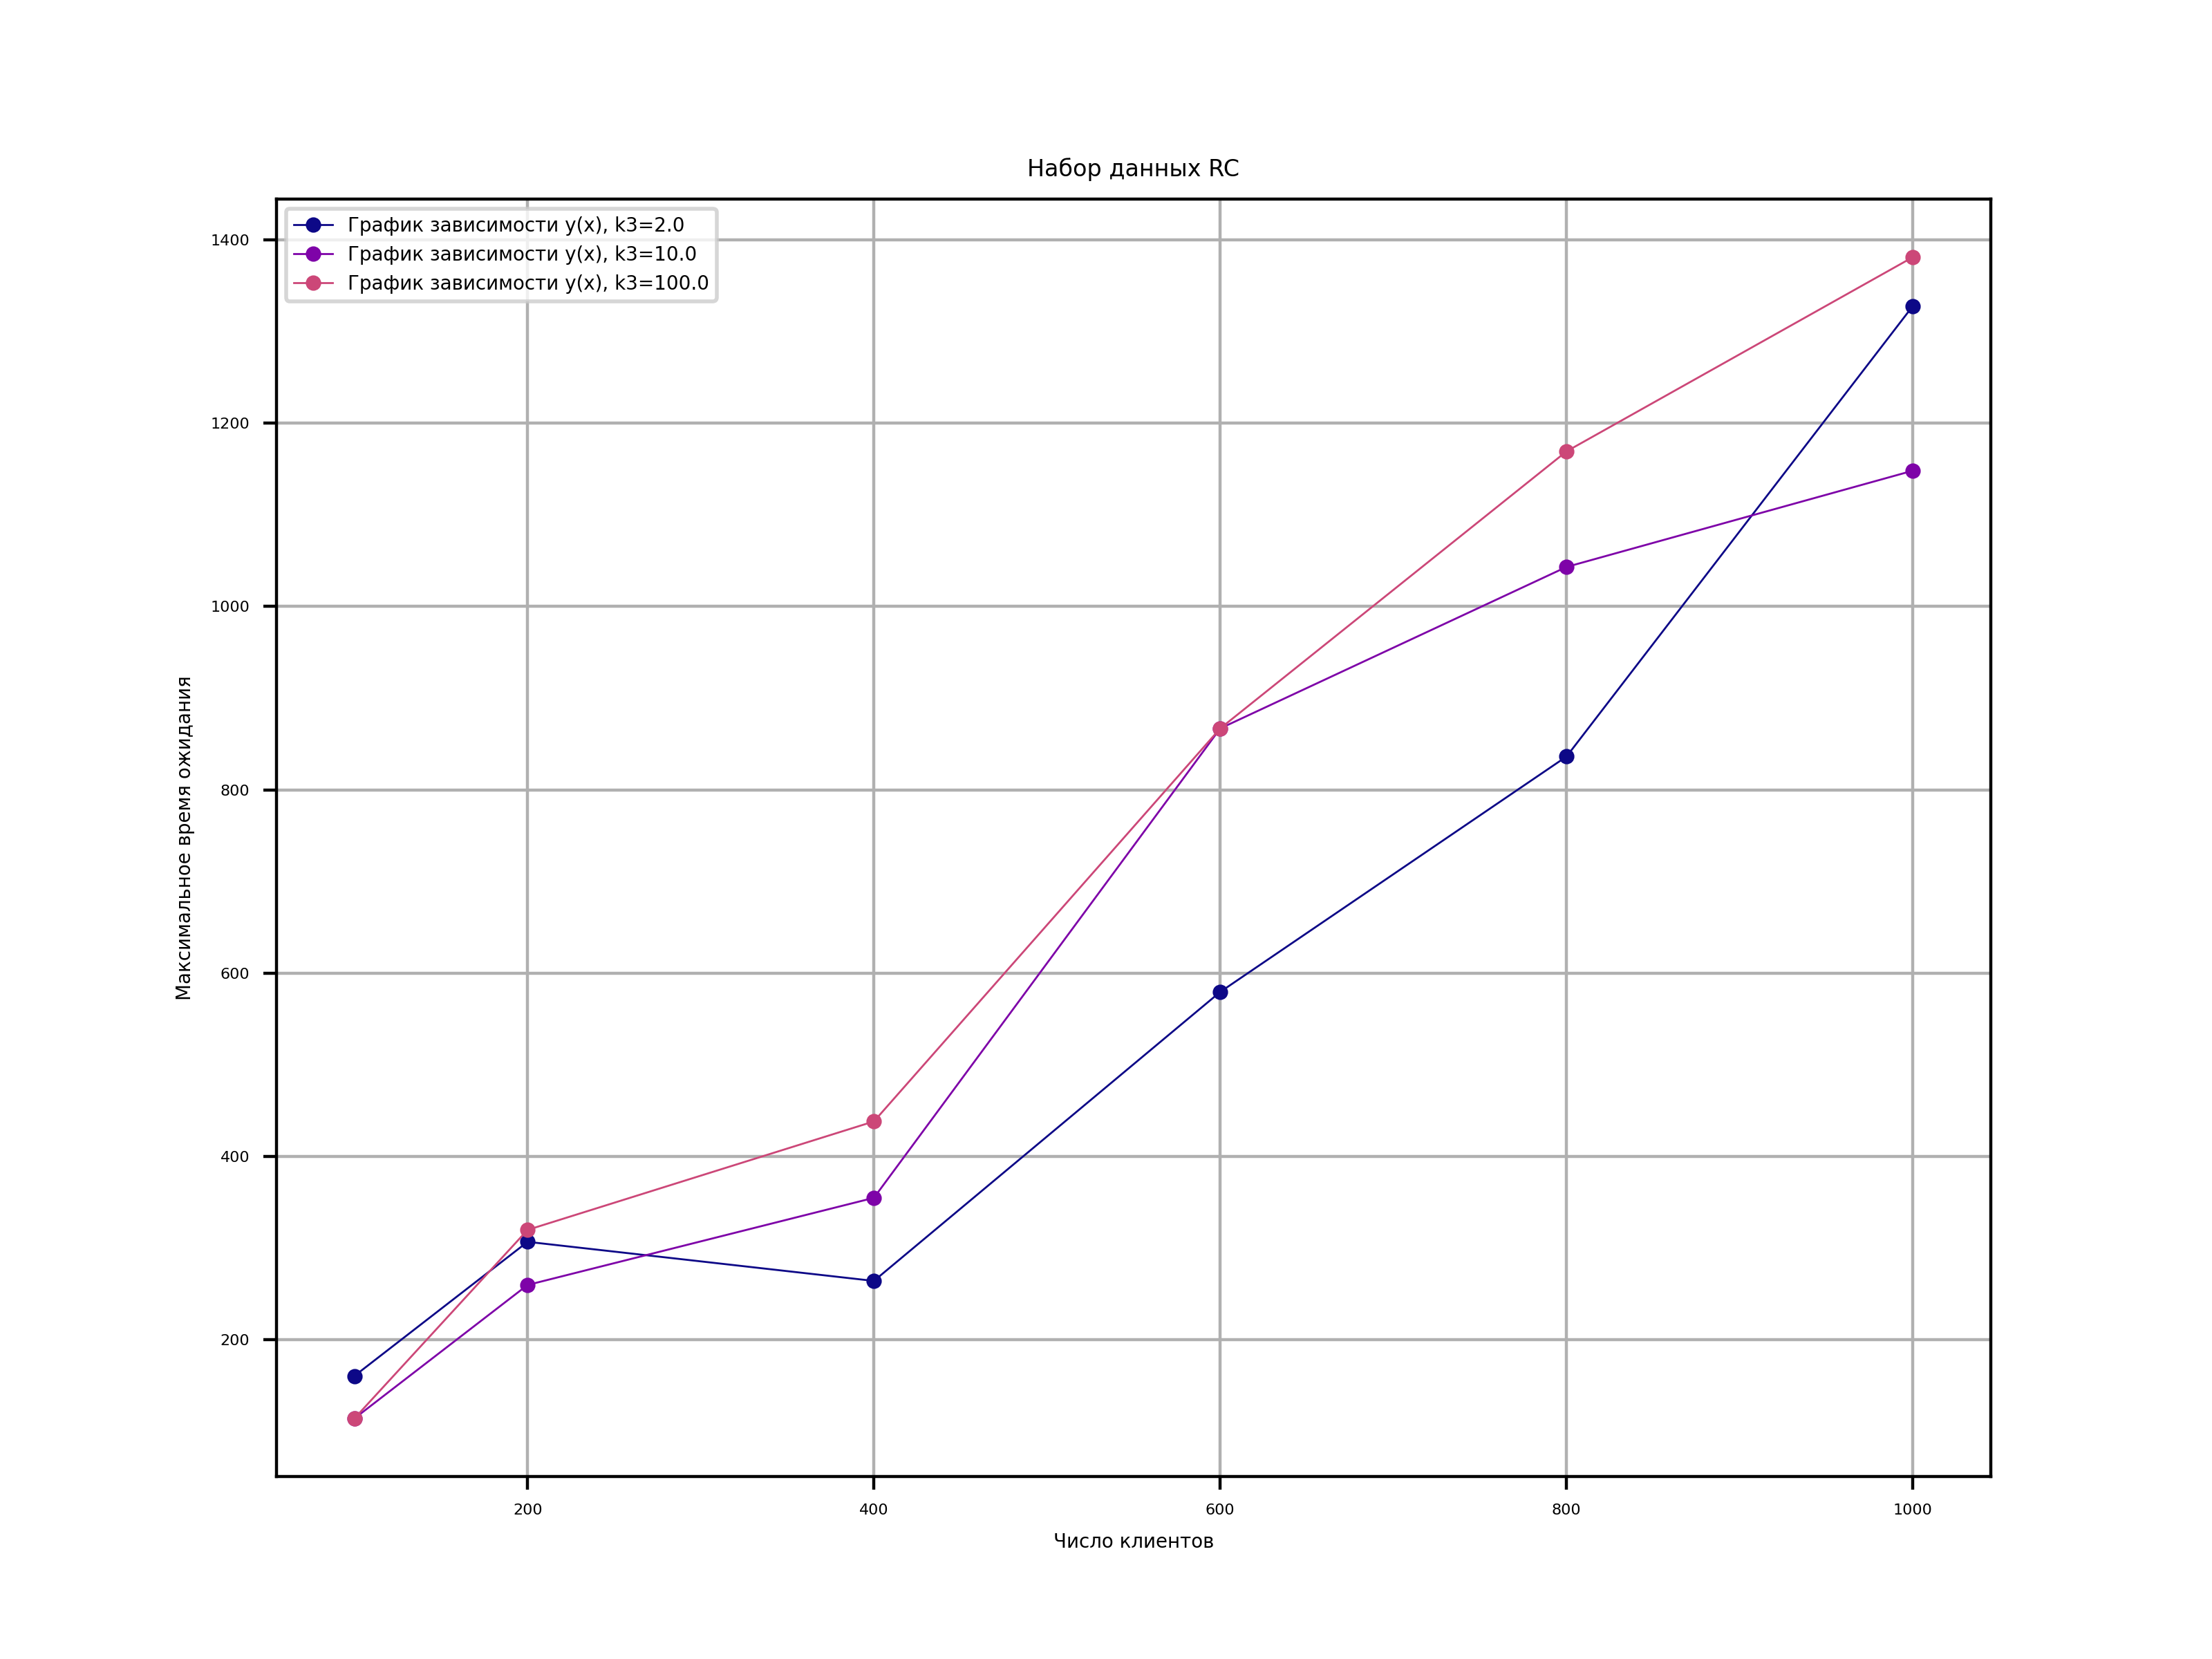 Набор данных RC
График зависимости y(x), k3=2.0
График зависимости y(x), k3=10.0
График зависимости y(x), k3=100.0
1400
1200
1000
800
600
400
200
Максимальное время ожидания
200 400 600 800 1000
Число клиентов